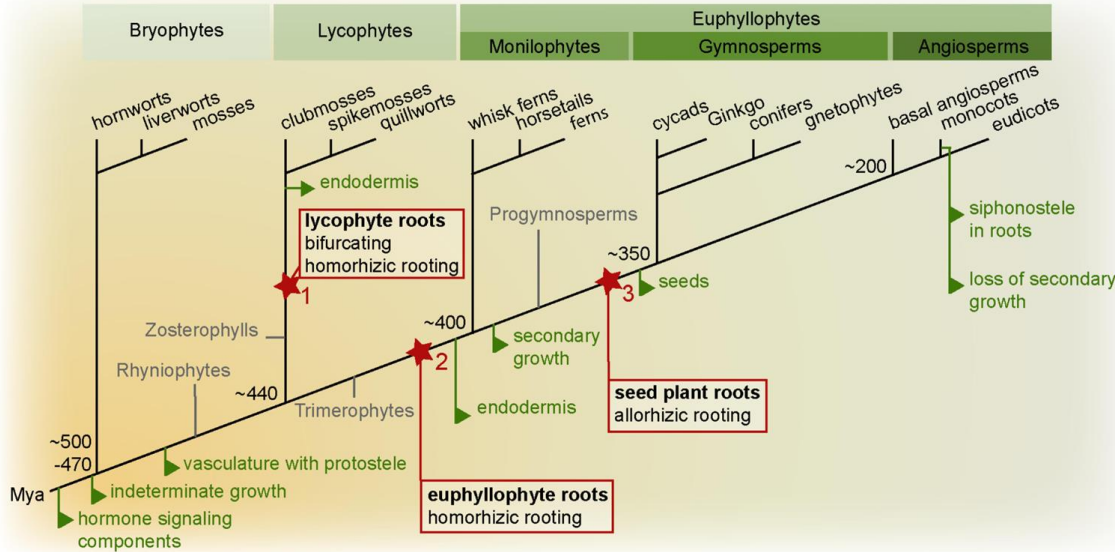 Euphyllophytes
Bryophytes
Lycophytes
Monilophytes
Gymnosperms
Angiosperms
hornworts
liverworts
mosses
clubmosses
spikemosses
quillworts
whisk ferns
horsetails
ferns
cycads
Ginkgo
conifers
gnetophytes
basal angiosperms
monocots
eudicots
~200
endodermis
lycophyte roots
bifurcating
homorhizic rooting
1
Progymnosperms
siphonostele
in roots
~350
3
seeds
loss of secondary
growth
Zosterophylls
~400
2
secondary
growth
Rhyniophytes
~440
Trimerophytes
endodermis
seed plant roots
allorhizic rooting
~500
-470
vasculature with protostele
Mya
indeterminate growth
euphyllophyte roots
homorhizic rooting
hormone signaling
components